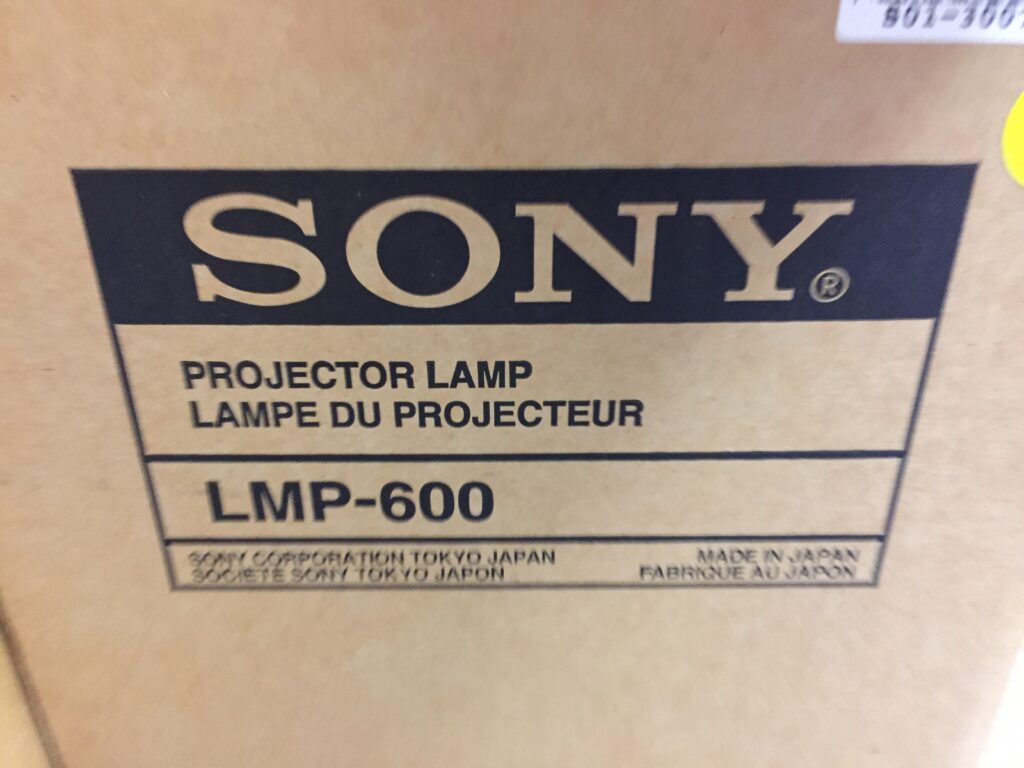 SONY®
PROJECTOR LAMP
LAMPE DU PROJECTEUR
LMP-600
SONY CORPORATION TOKYO JAPAN
SOCIETE SONY TOKYO JAPON
MADE IN JAPAN
FABRIQUE AU JAPON